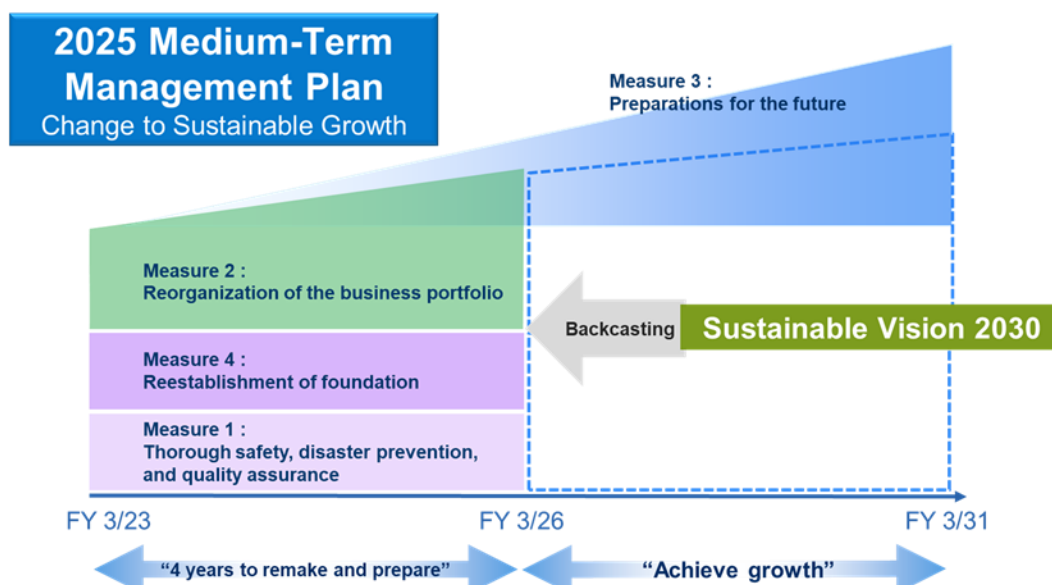 2025 Medium-Term
Management Plan
Change to Sustainable Growth
Measure 3 :
Preparations for the future
Measure 2 :
Reorganization of the business portfolio
Backcasting
Sustainable Vision 2030
Measure 4 :
Reestablishment of foundation
Measure 1 :
Thorough safety, disaster prevention,
and quality assurance
FY 3/23
FY 3/26
FY 3/31
“4 years to remake and prepare”
“Achieve growth”